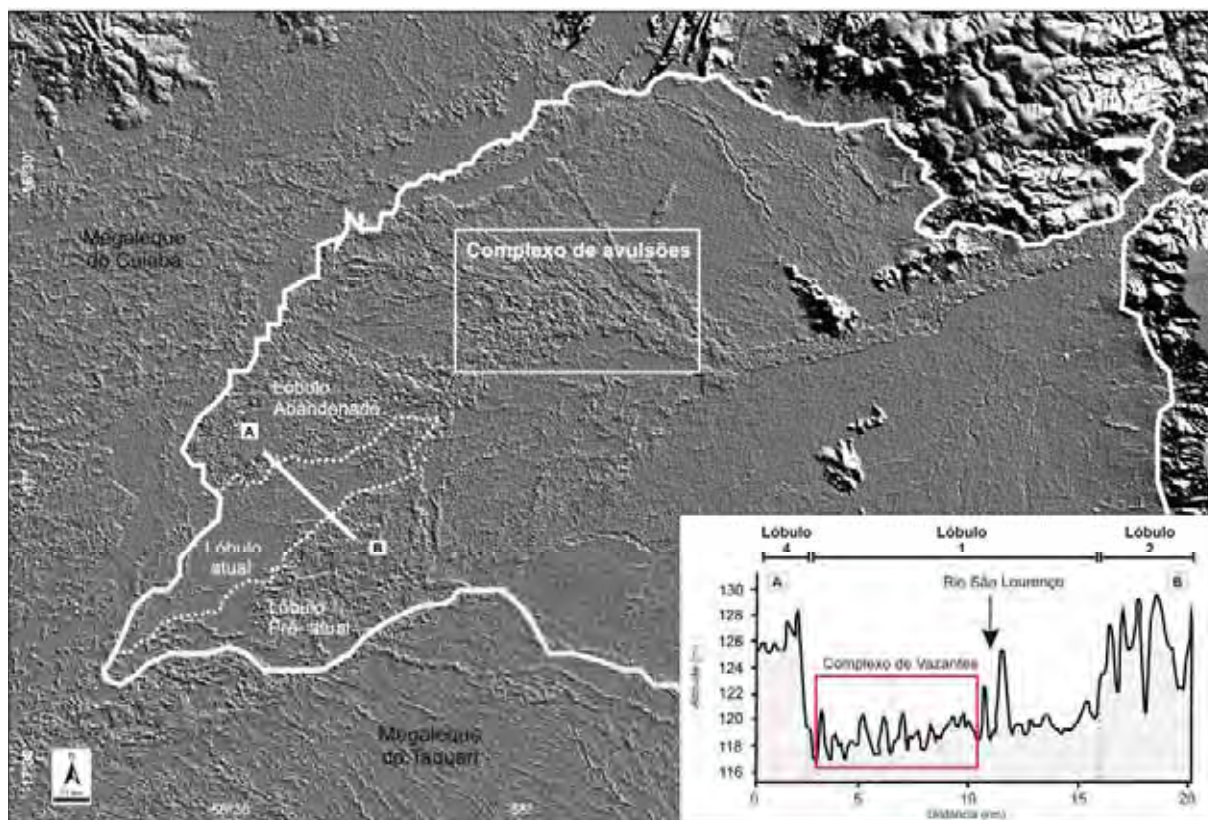 Megaleque
do Cuiabá
Complexo de avulsões
Lóbulo
Abandonado
A
B
Lóbulo
atual
Lóbulo
Pré-atual
Megaleque
do Taquari
N
Lóbulo
4
Lóbulo
1
Lóbulo
2
A
Rio São Lourenço
B
Complexo de Vazantes
130
128
126
124
122
120
118
116
0
5
10
15
20